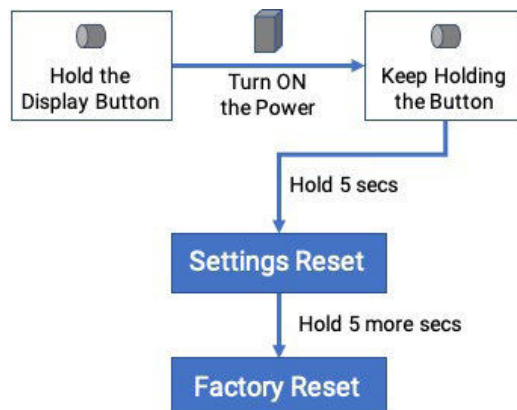 Hold the
Display Button
Turn ON
the Power
Keep Holding
the Button
Hold 5 secs
Settings Reset
Hold 5 more secs
Factory Reset